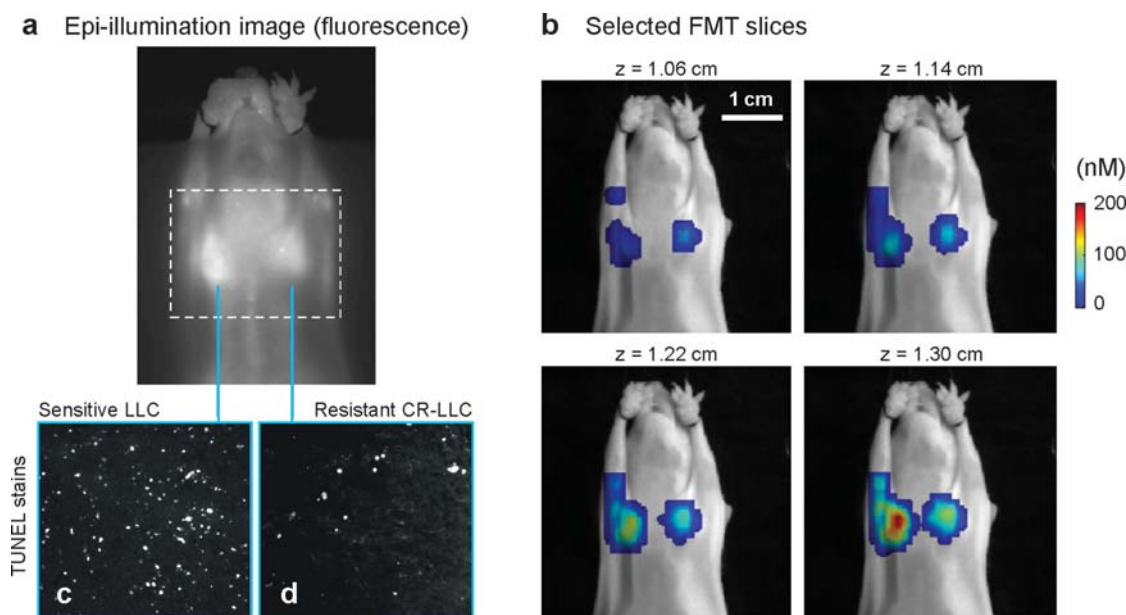 a Epi-illumination image (fluorescence)
b Selected FMT slices
z = 1.06 cm
z = 1.14 cm
1 cm
(nM)
200
100
0
z = 1.22 cm
z = 1.30 cm
Sensitive LLC
Resistant CR-LLC
TUNEL stains
c
d